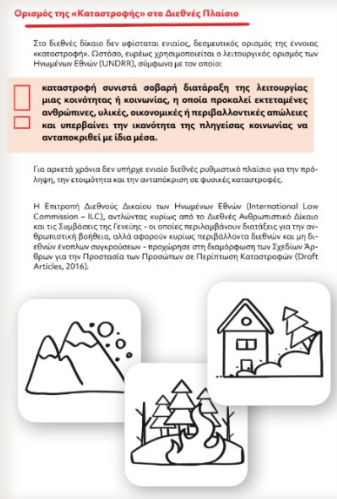 Ορισμός της «Καταστροφής» στο Διεθνές Πλαίσιο
Στο διεθνές δίκαιο δεν υφίσταται ενιαίος, δεσμευτικός ορισμός της έννοιας
«καταστροφή». Ωστόσο, ευρέως χρησιμοποιείται ο λειτουργικός ορισμός των
Ηνωμένων Εθνών (UNDRR), σύμφωνα με τον οποίο:
καταστροφή συνιστά σοβαρή διατάραξη της λειτουργίας
μιας κοινότητας ή κοινωνίας, η οποία προκαλεί εκτεταμένες
ανθρώπινες, υλικές, οικονομικές ή περιβαλλοντικές απώλειες
και υπερβαίνει την ικανότητα της πληγείσας κοινωνίας να
ανταποκριθεί με ίδια μέσα.
Για αρκετά χρόνια δεν υπήρχε ενιαίο διεθνές ρυθμιστικό πλαίσιο για την πρό-
ληψη, την ετοιμότητα και την ανταπόκριση σε φυσικές καταστροφές.
Η Επιτροπή Διεθνούς Δικαίου των Ηνωμένων Εθνών (International Law
Commission – ILC), αντλώντας κυρίως από το Διεθνές Ανθρωπιστικό Δίκαιο
και τις Συμβάσεις της Γενεύης - οι οποίες περιλαμβάνουν διατάξεις για την αν-
θρωπιστική βοήθεια, αλλά αφορούν κυρίως περιβάλλοντα διεθνών και μη δι-
εθνών ένοπλων συγκρούσεων - προχώρησε στη διαμόρφωση των Σχεδίων Άρ-
θρων για την Προστασία των Προσώπων σε Περίπτωση Καταστροφών (Draft
Articles, 2016).